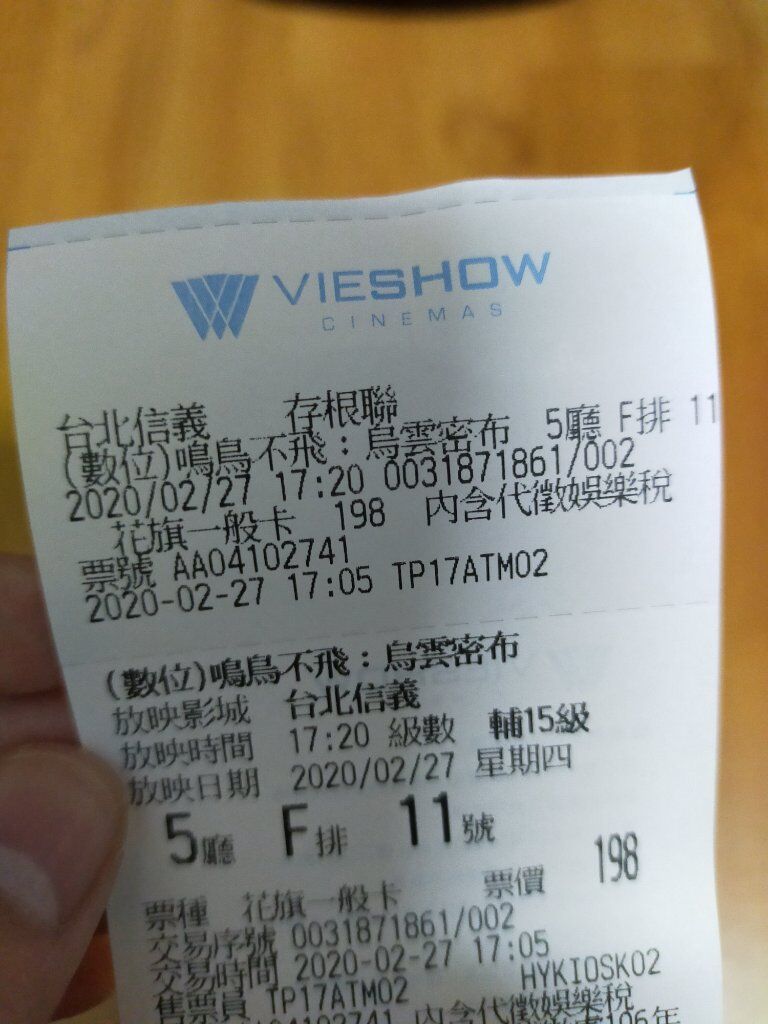 VIESHOW
CINEMAS
台北信義 存根聯
(數位)鳴鳥不飛：烏雲密布 5廳 F排 11
2020/02/27 17:20 0031871861/002
花旗一般卡 198 內含代徵娛樂稅
票號 AA04102741
2020-02-27 17:05 TP17ATM02
(數位)鳴鳥不飛：烏雲密布
放映影城 台北信義
放映時間 17:20 級數 輔15級
放映日期 2020/02/27 星期四
5廳 F排 11號
票種 花旗一般卡 票價 198
交易序號 0031871861/002
交易時間 2020-02-27 17:05
售票員 TP17ATM02 HYKIOSK02
AA04102741 內含代徵娛樂稅
106年